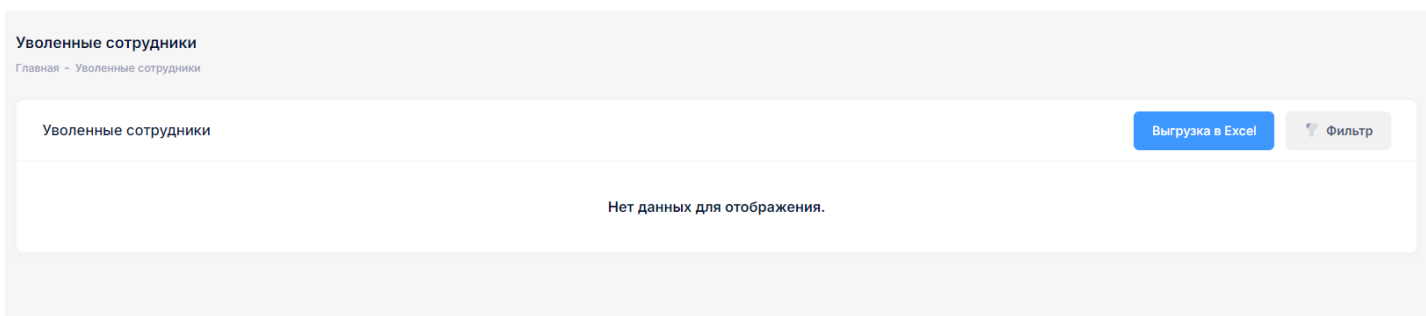 Уволенные сотрудники
Главная - Уволенные сотрудники
Уволенные сотрудники
Выгрузка в Excel
Фильтр
Нет данных для отображения.